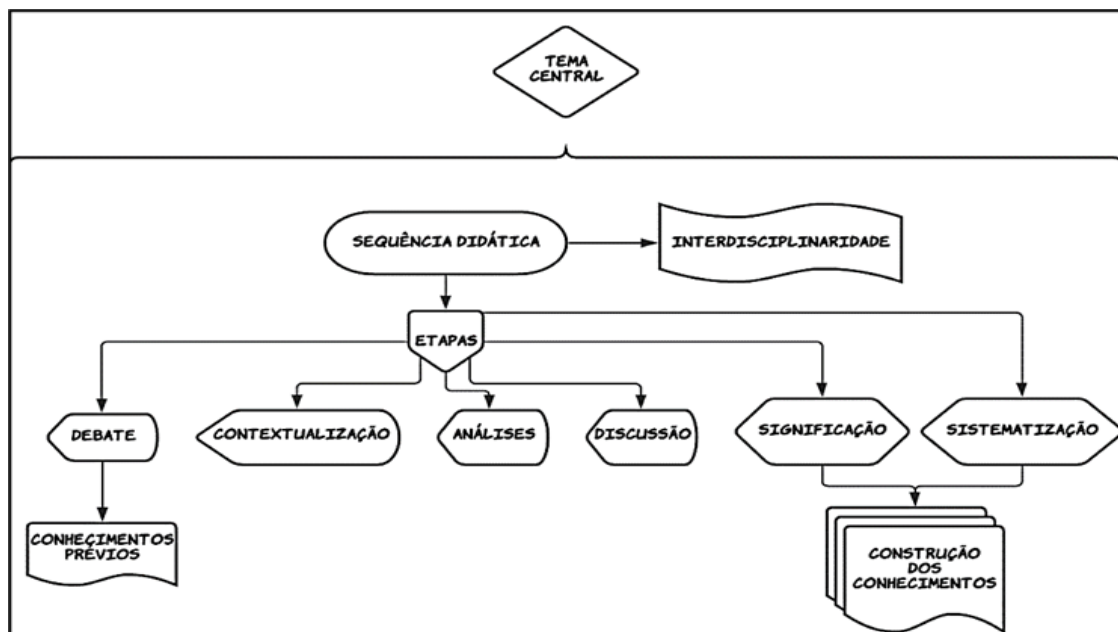 TEMA
CENTRAL
SEQUÊNCIA DIDÁTICA
INTERDISCIPLINARIDADE
ETAPAS
DEBATE
CONTEXTUALIZAÇÃO
ANÁLISES
DISCUSSÃO
SIGNIFICAÇÃO
SISTEMATIZAÇÃO
CONHECIMENTOS
PRÉVIOS
CONSTRUÇÃO
DOS
CONHECIMENTOS